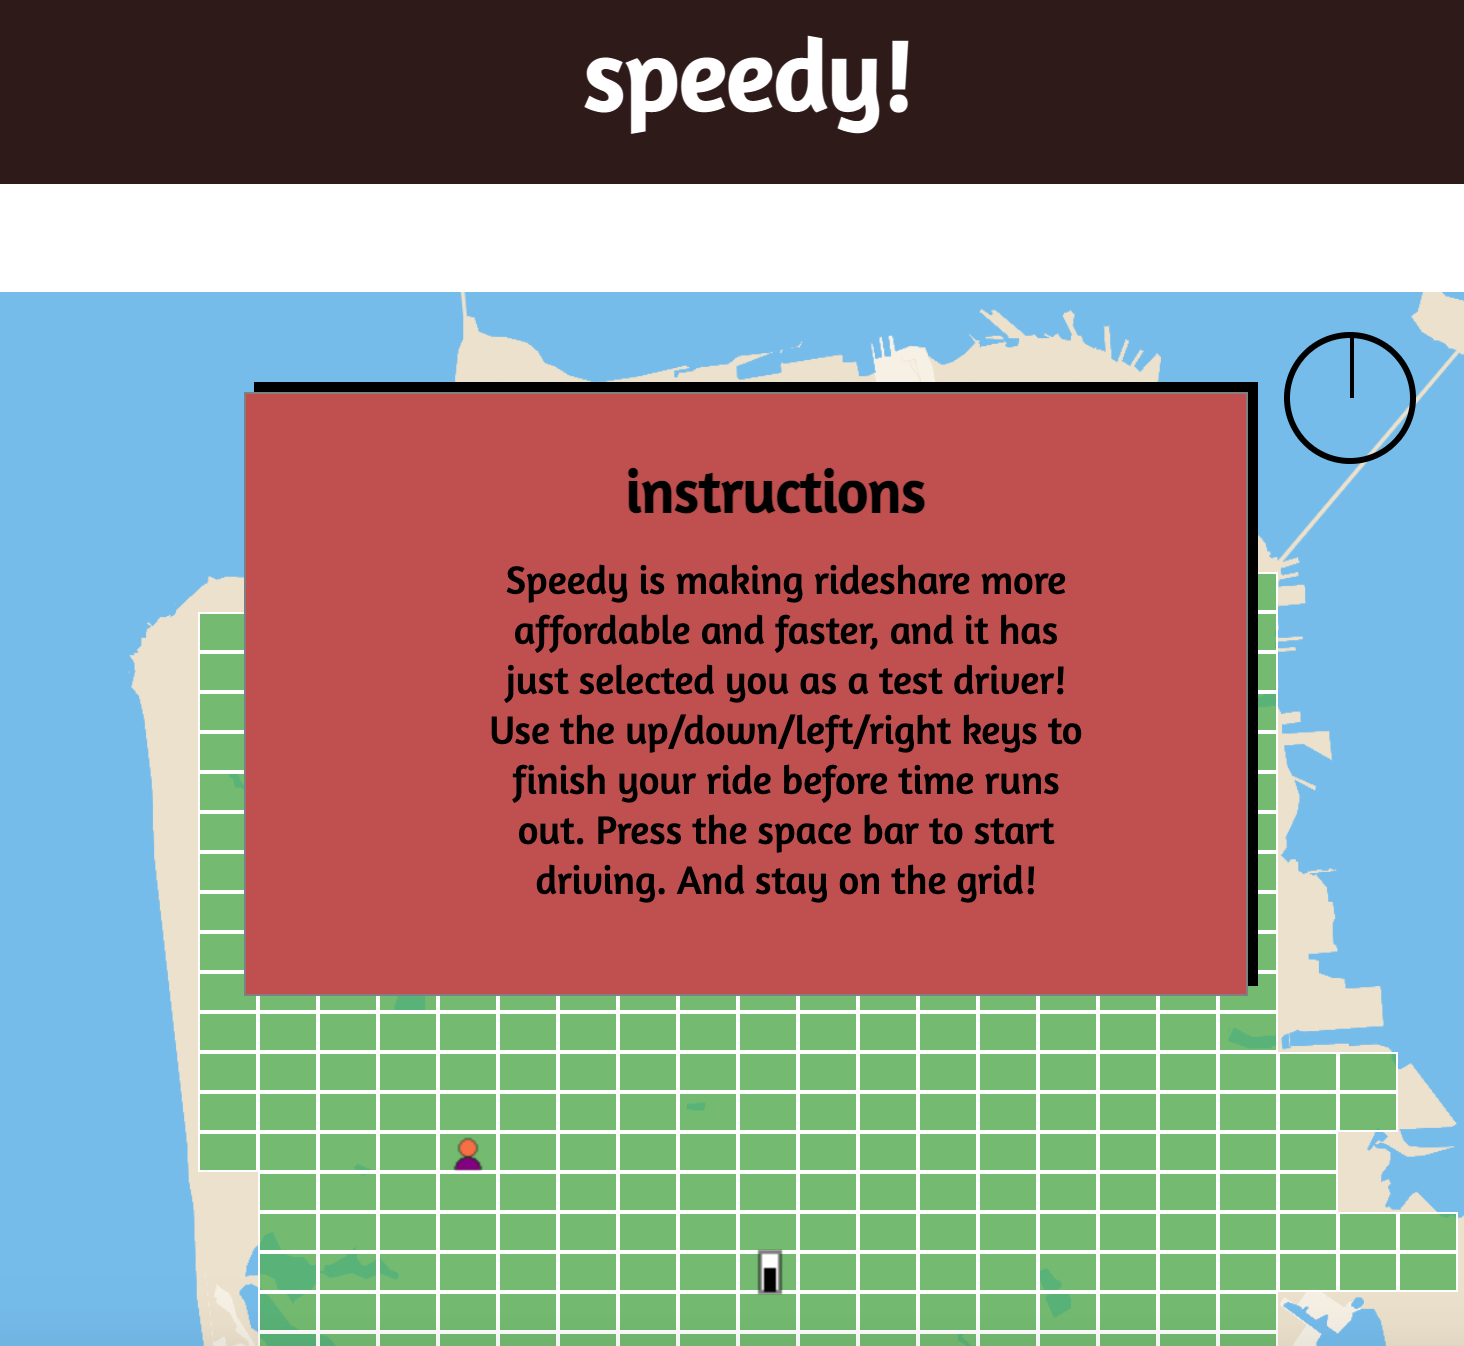 speedy!
instructions
Speedy is making rideshare more
affordable and faster, and it has
just selected you as a test driver!
Use the up/down/left/right keys to
finish your ride before time runs
out. Press the space bar to start
driving. And stay on the grid!